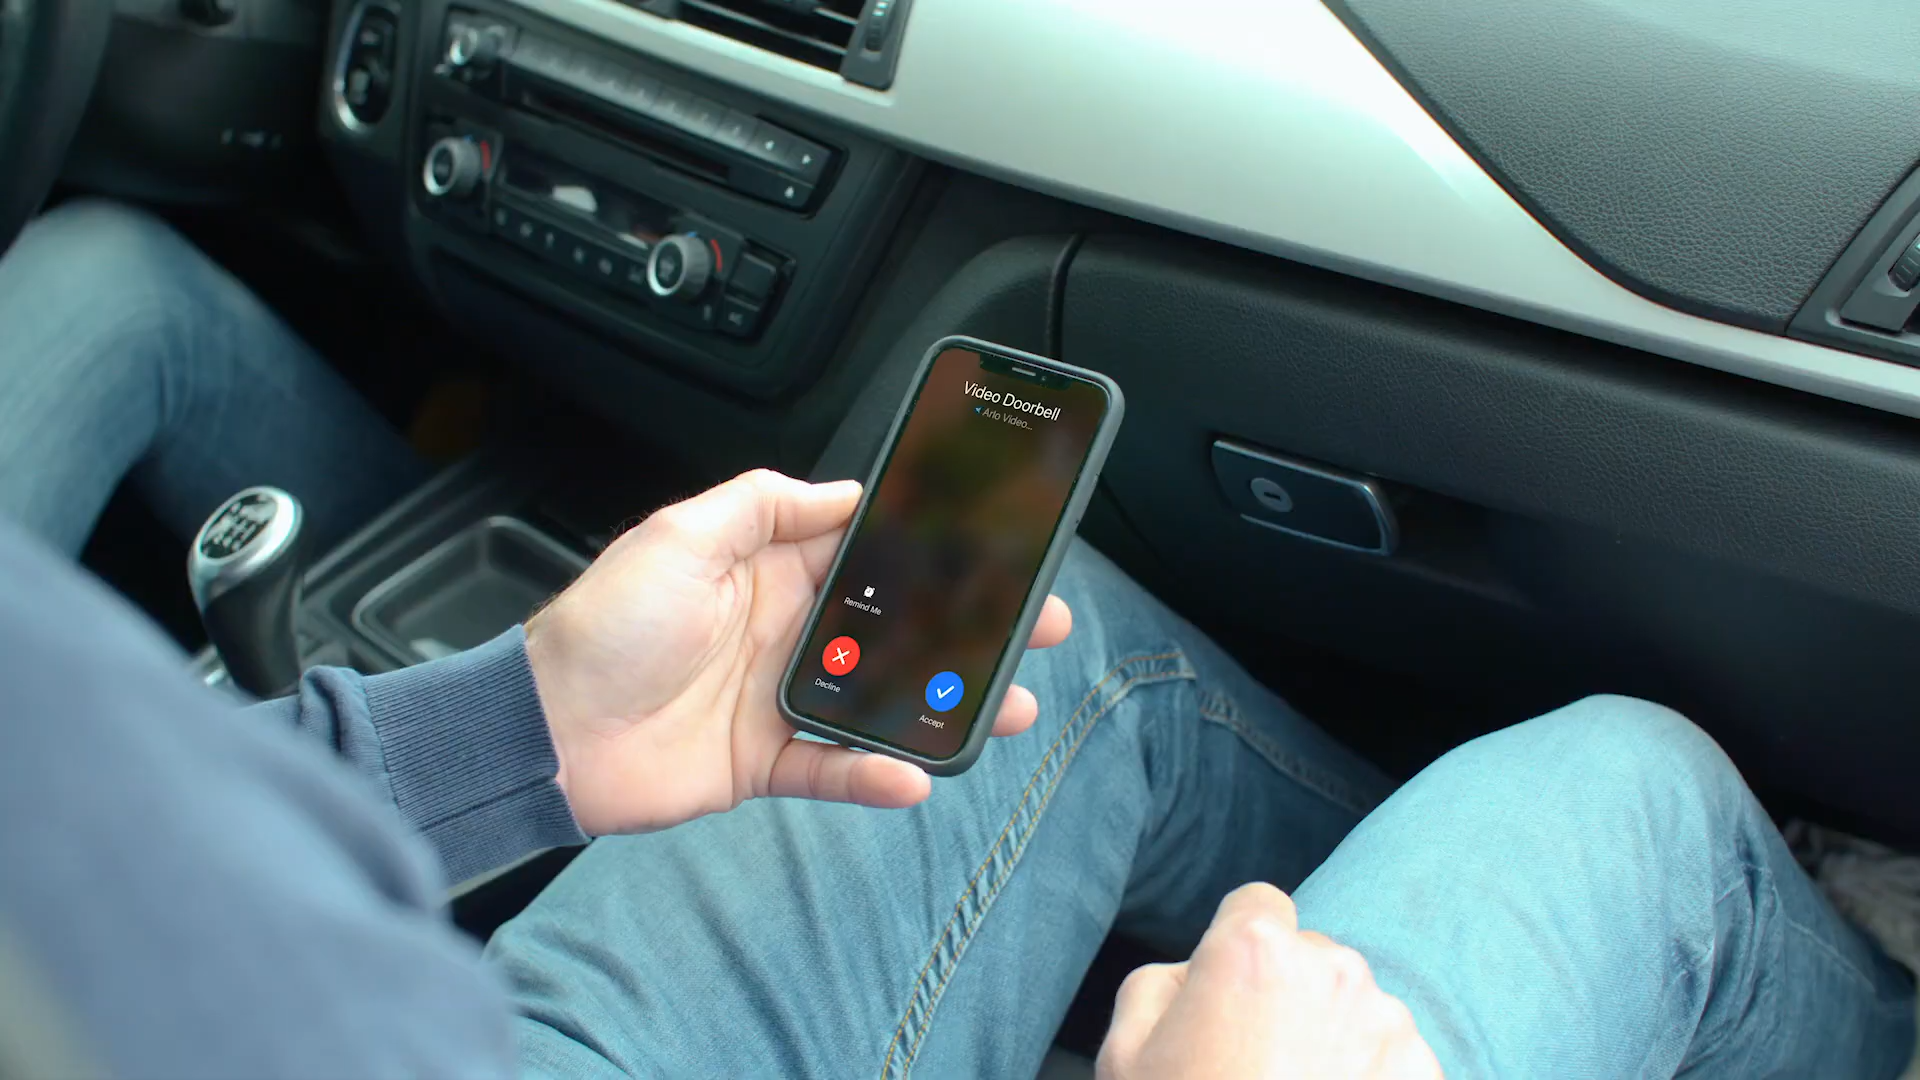 Video Doorbell
Arlo Video...
Remind Me
Decline
Accept